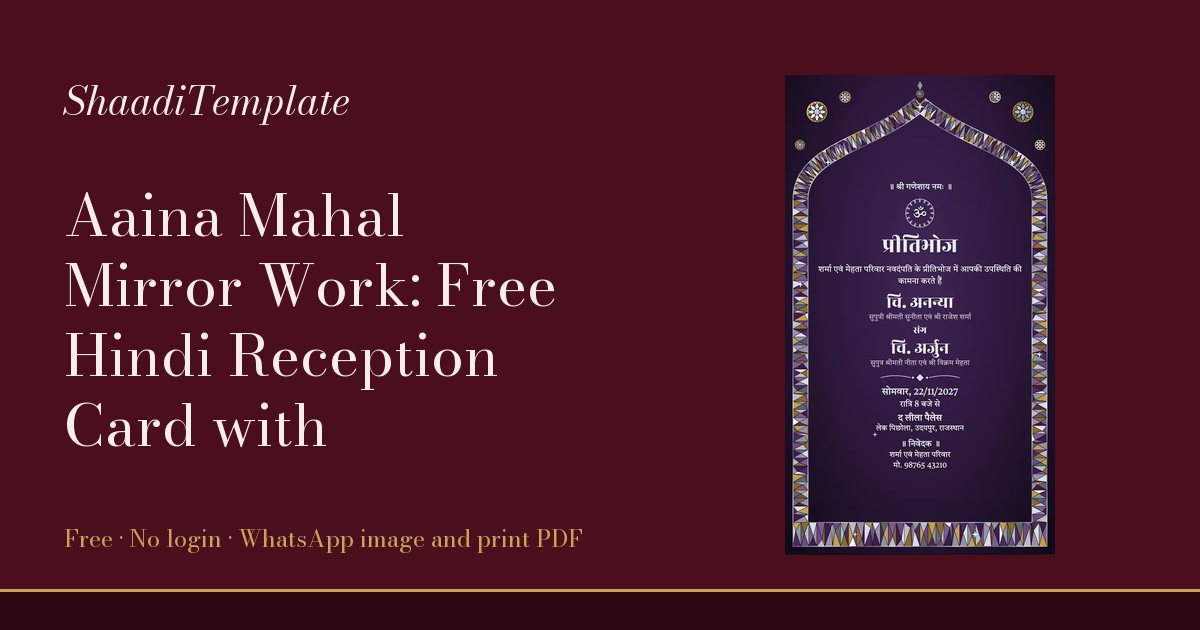 ShaadiTemplate
Aaina Mahal
Mirror Work: Free
Hindi Reception
Card with
Free · No login · WhatsApp image and print PDF
॥ श्री गणेशाय नमः ॥
ॐ
प्रीतिभोज
शर्मा एवं मेहता परिवार नवदंपति के प्रीतिभोज में आपकी उपस्थिति की
कामना करते हैं
चि. अनन्या
सुपुत्री श्रीमती सुनीता एवं श्री राजेश शर्मा
संग
चि. अर्जुन
सुपुत्र श्रीमती नीता एवं श्री विक्रम मेहता
सोमवार, 22/11/2027
रात्रि 8 बजे से
द लीला पैलेस
लेक पिछोला, उदयपुर, राजस्थान
॥ निवेदक ॥
शर्मा एवं मेहता परिवार
मो. 98765 43210